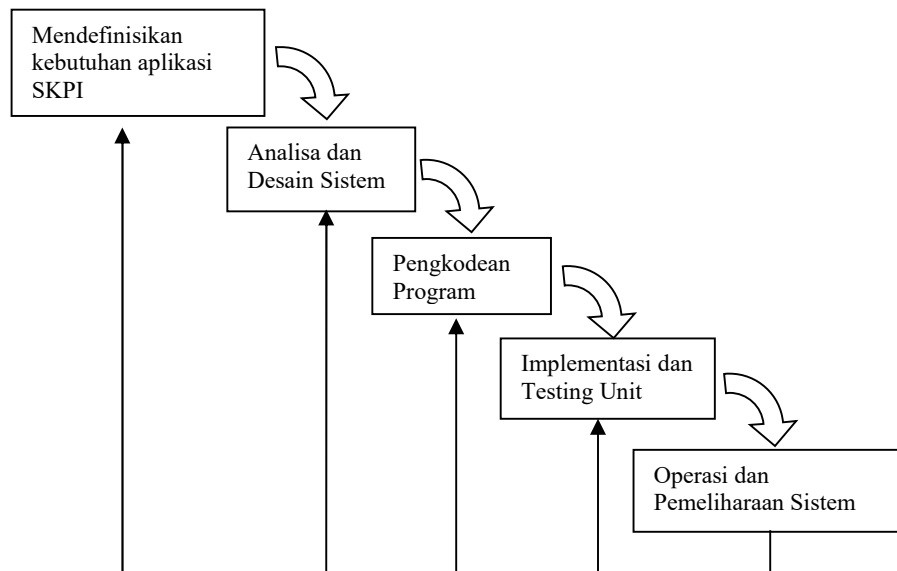 Mendefinisikan
kebutuhan aplikasi
SKPI
Analisa dan
Desain Sistem
Pengkodean
Program
Implementasi dan
Testing Unit
Operasi dan
Pemeliharaan Sistem